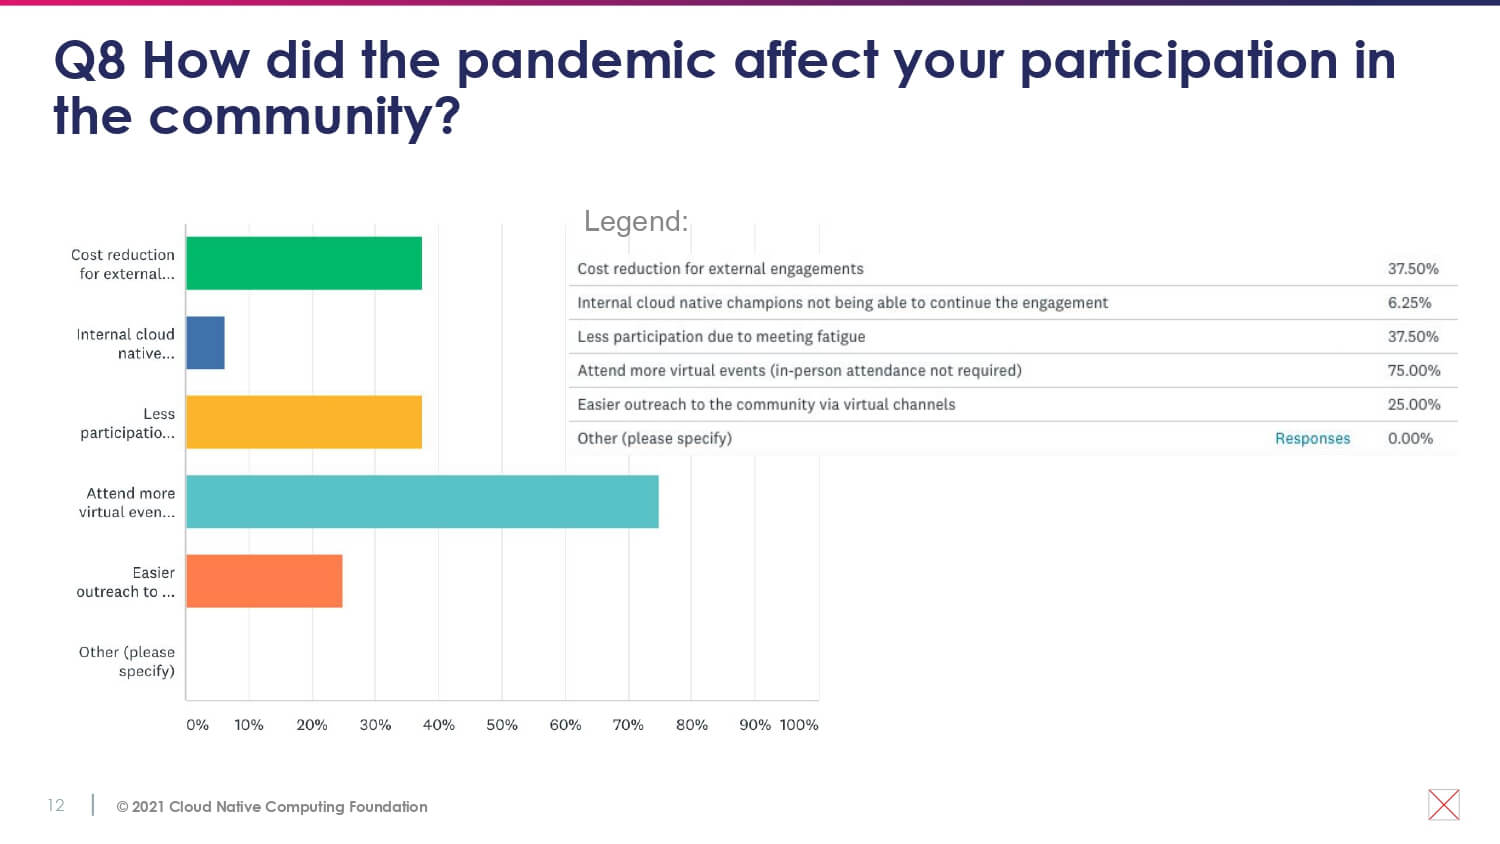 Q8 How did the pandemic affect your participation in
the community?
Legend:
Cost reduction
for external...
Internal cloud
native...
Less
participatio...
Attend more
virtual even...
Easier
outreach to ...
Other (please
specify)
0% 10% 20% 30% 40% 50% 60% 70% 80% 90% 100%
Cost reduction for external engagements 37.50%
Internal cloud native champions not being able to continue the engagement 6.25%
Less participation due to meeting fatigue 37.50%
Attend more virtual events (in-person attendance not required) 75.00%
Easier outreach to the community via virtual channels 25.00%
Other (please specify) Responses 0.00%
12 © 2021 Cloud Native Computing Foundation